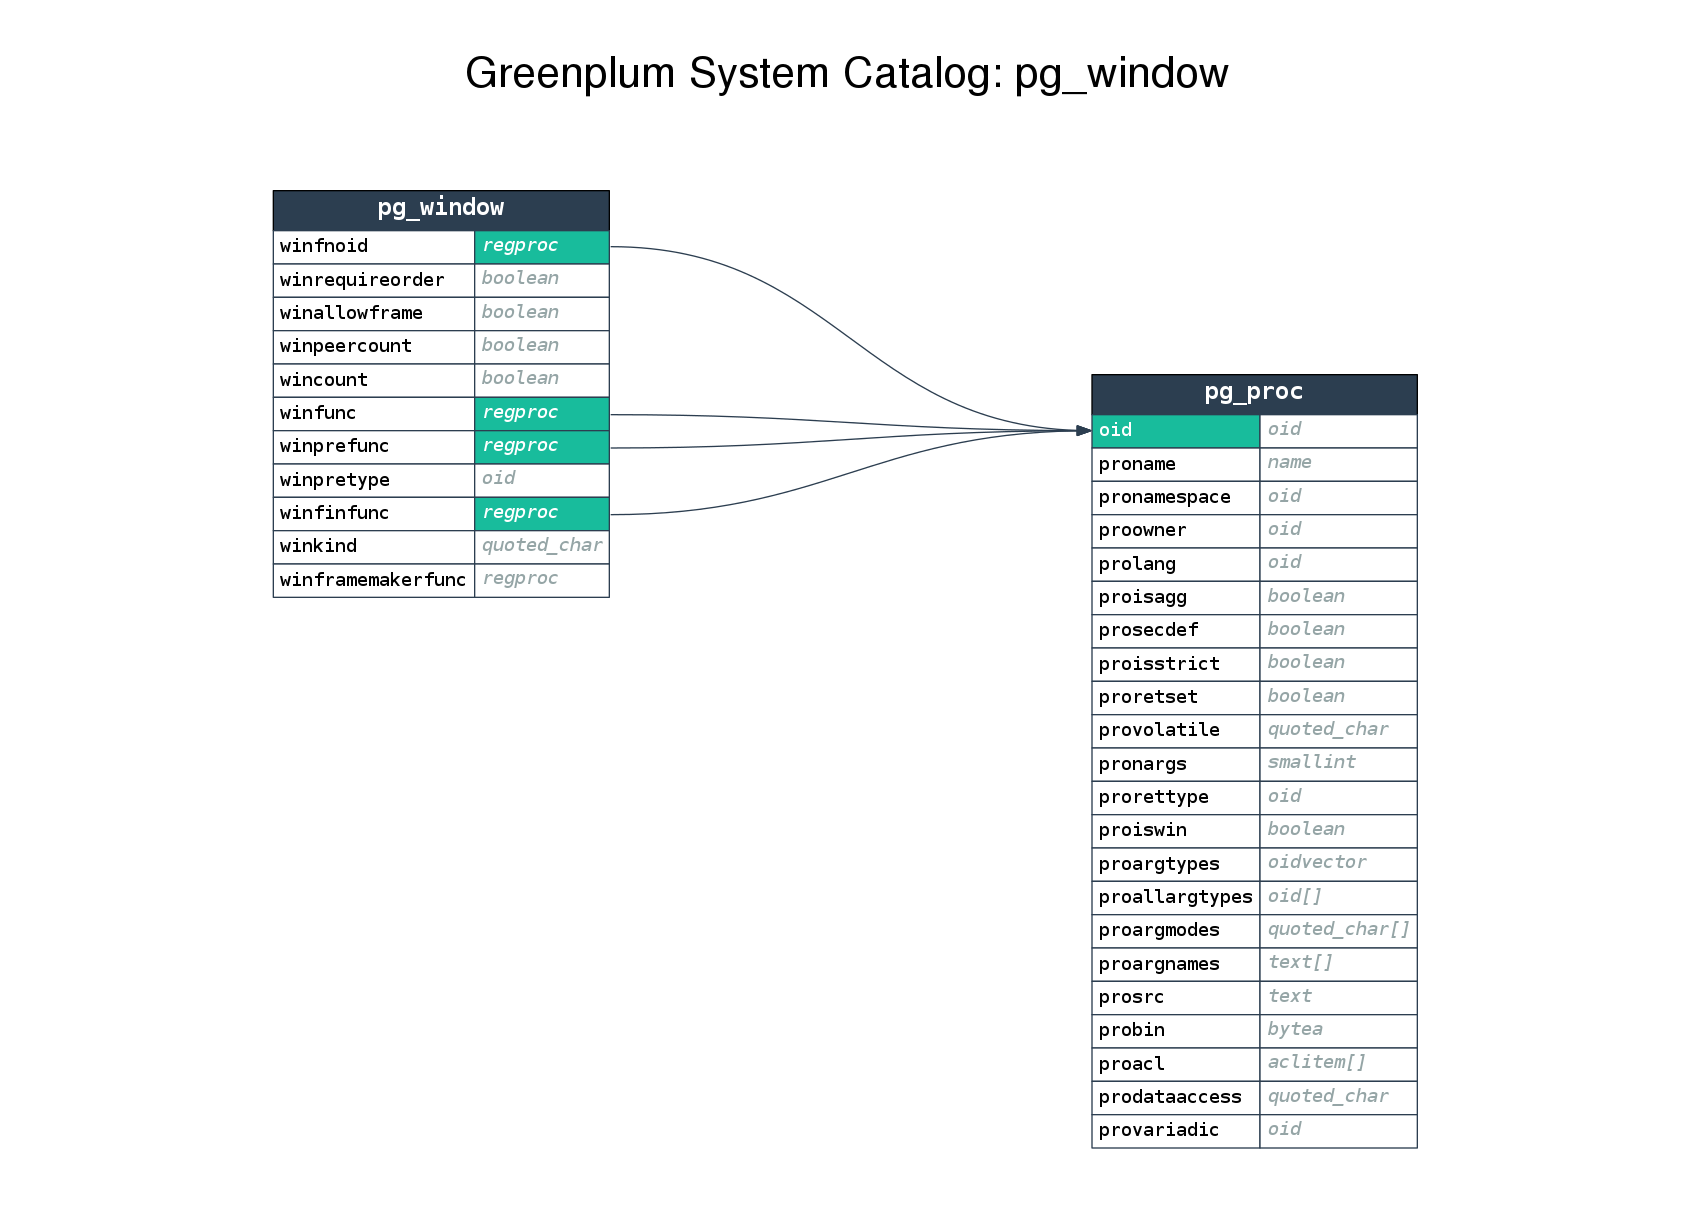 Greenplum System Catalog: pg_window
pg_window
winfnoid regproc
winrequireorder boolean
winallowframe boolean
winpeercount boolean
wincount boolean
winfunc regproc
winprefunc regproc
winpretype oid
winfinfunc regproc
winkind quoted_char
winframemakerfunc regproc
pg_proc
oid oid
proname name
pronamespace oid
proowner oid
prolang oid
proisagg boolean
prosecdef boolean
proisstrict boolean
proretset boolean
provolatile quoted_char
pronargs smallint
prorettype oid
proiswin boolean
proargtypes oidvector
proallargtypes oid[]
proargmodes quoted_char[]
proargnames text[]
prosrc text
probin bytea
proacl aclitem[]
prodataaccess quoted_char
provariadic oid